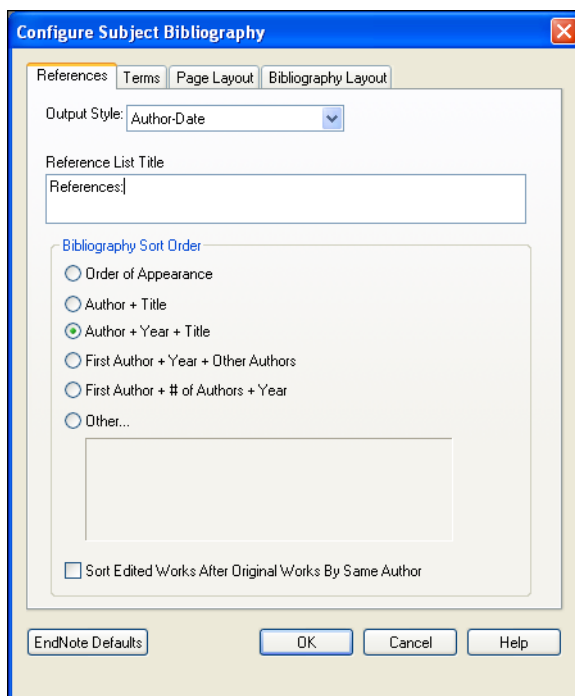 Configure Subject Bibliography
References Terms Page Layout Bibliography Layout
Output Style: Author-Date
Reference List Title
References:
Bibliography Sort Order
Order of Appearance
Author + Title
Author + Year + Title
First Author + Year + Other Authors
First Author + # of Authors + Year
Other...
Sort Edited Works After Original Works By Same Author
EndNote Defaults OK Cancel Help